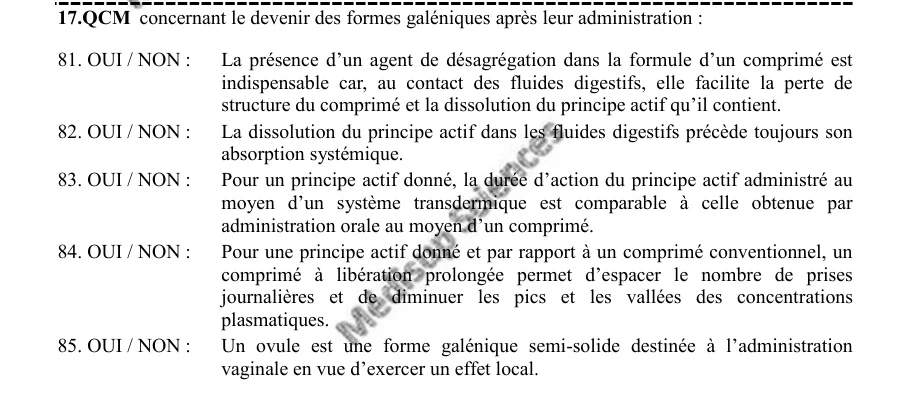 17.QCM concernant le devenir des formes galéniques après leur administration :
81. OUI / NON : La présence d'un agent de désagrégation dans la formule d'un comprimé est
indispensable car, au contact des fluides digestifs, elle facilite la perte de
structure du comprimé et la dissolution du principe actif qu'il contient.
82. OUI / NON : La dissolution du principe actif dans les fluides digestifs précède toujours son
absorption systémique.
83. OUI / NON : Pour un principe actif donné, la durée d'action du principe actif administré au
moyen d'un système transdermique est comparable à celle obtenue par
administration orale au moyen d'un comprimé.
84. OUI / NON : Pour une principe actif donné et par rapport à un comprimé conventionnel, un
comprimé à libération prolongée permet d'espacer le nombre de prises
journalières et de diminuer les pics et les vallées des concentrations
plasmatiques.
85. OUI / NON : Un ovule est une forme galénique semi-solide destinée à l'administration
vaginale en vue d'exercer un effet local.
Médisup Sciences